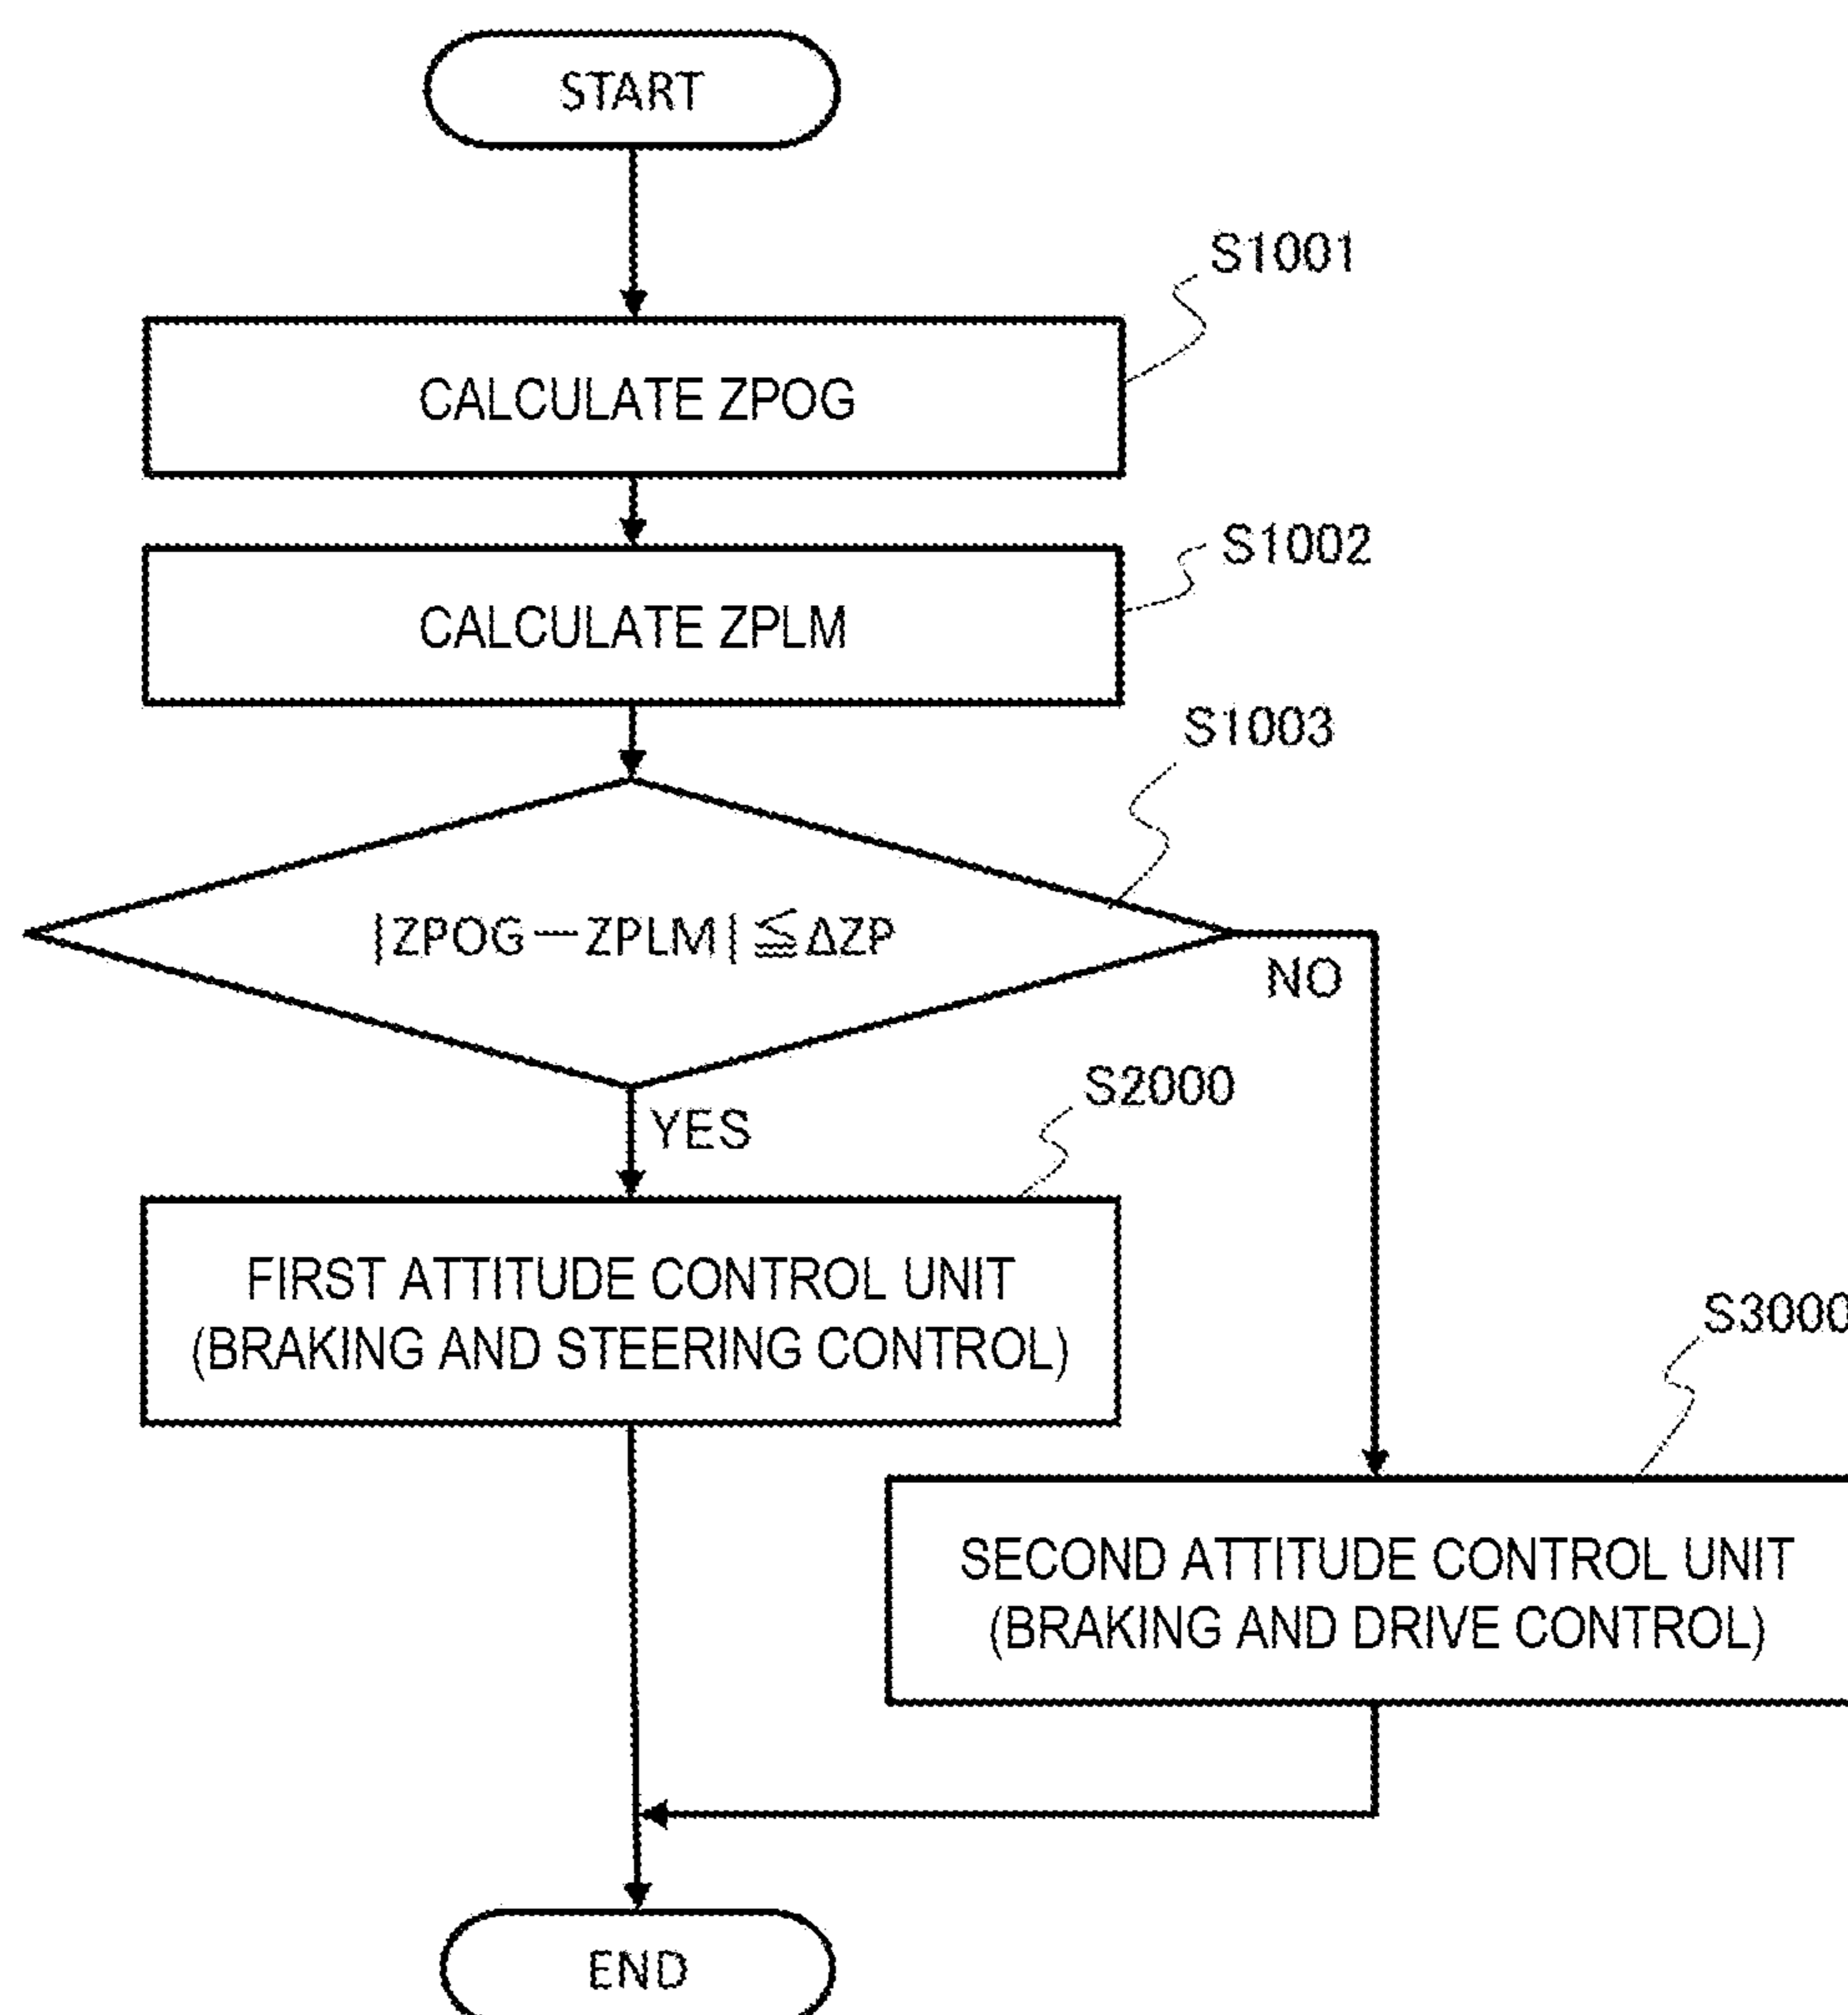 START
S1001
CALCULATE ZPOG
S1002
CALCULATE ZPLM
S1003
|ZPOG－ZPLM| ≦ΔZP
NO
YES
S2000
FIRST ATTITUDE CONTROL UNIT
(BRAKING AND STEERING CONTROL)
S3000
SECOND ATTITUDE CONTROL UNIT
(BRAKING AND DRIVE CONTROL)
END